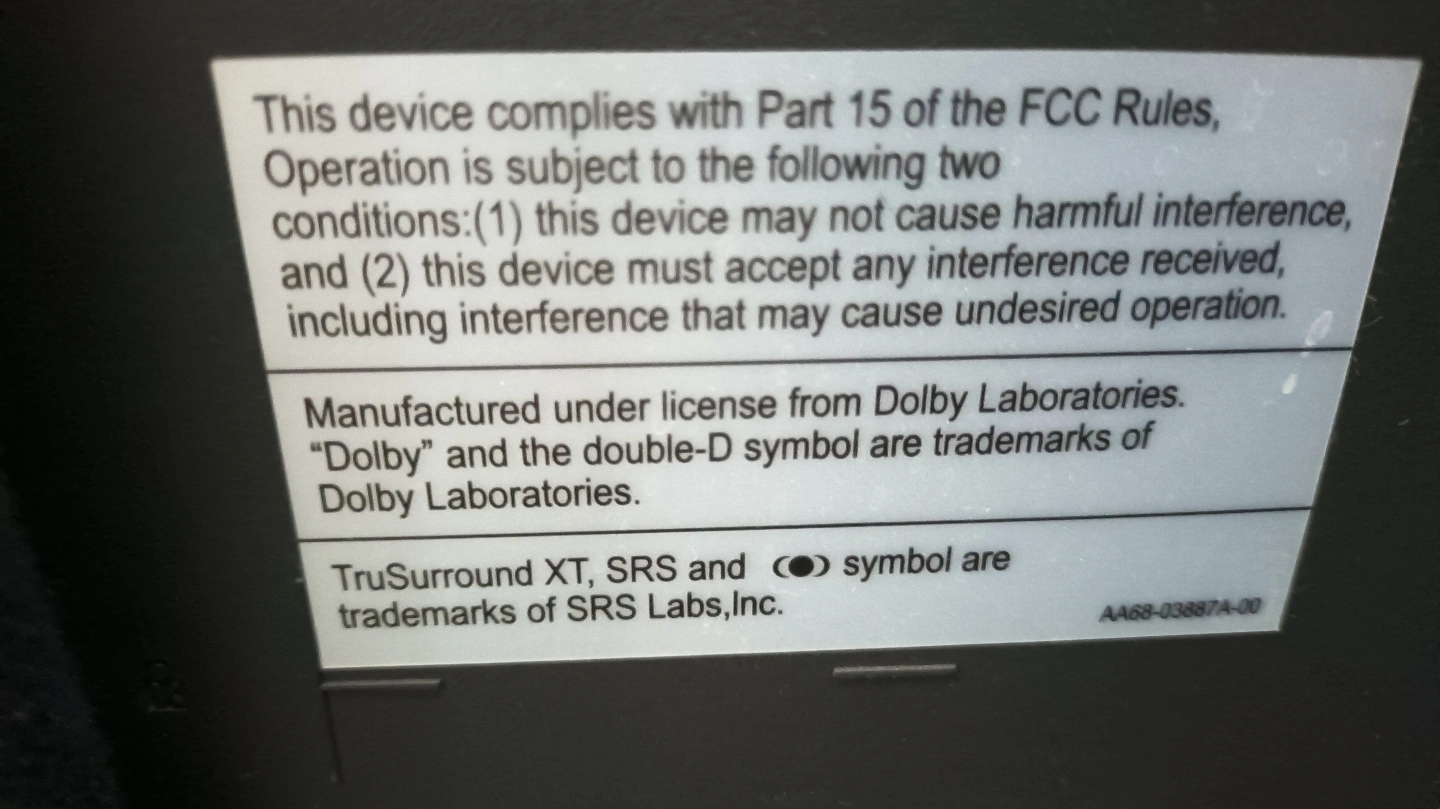 This device complies with Part 15 of the FCC Rules,
Operation is subject to the following two
conditions:(1) this device may not cause harmful interference,
and (2) this device must accept any interference received,
including interference that may cause undesired operation.
Manufactured under license from Dolby Laboratories.
“Dolby” and the double-D symbol are trademarks of
Dolby Laboratories.
TruSurround XT, SRS and (●) symbol are
trademarks of SRS Labs,Inc.
AA68-03887A-00